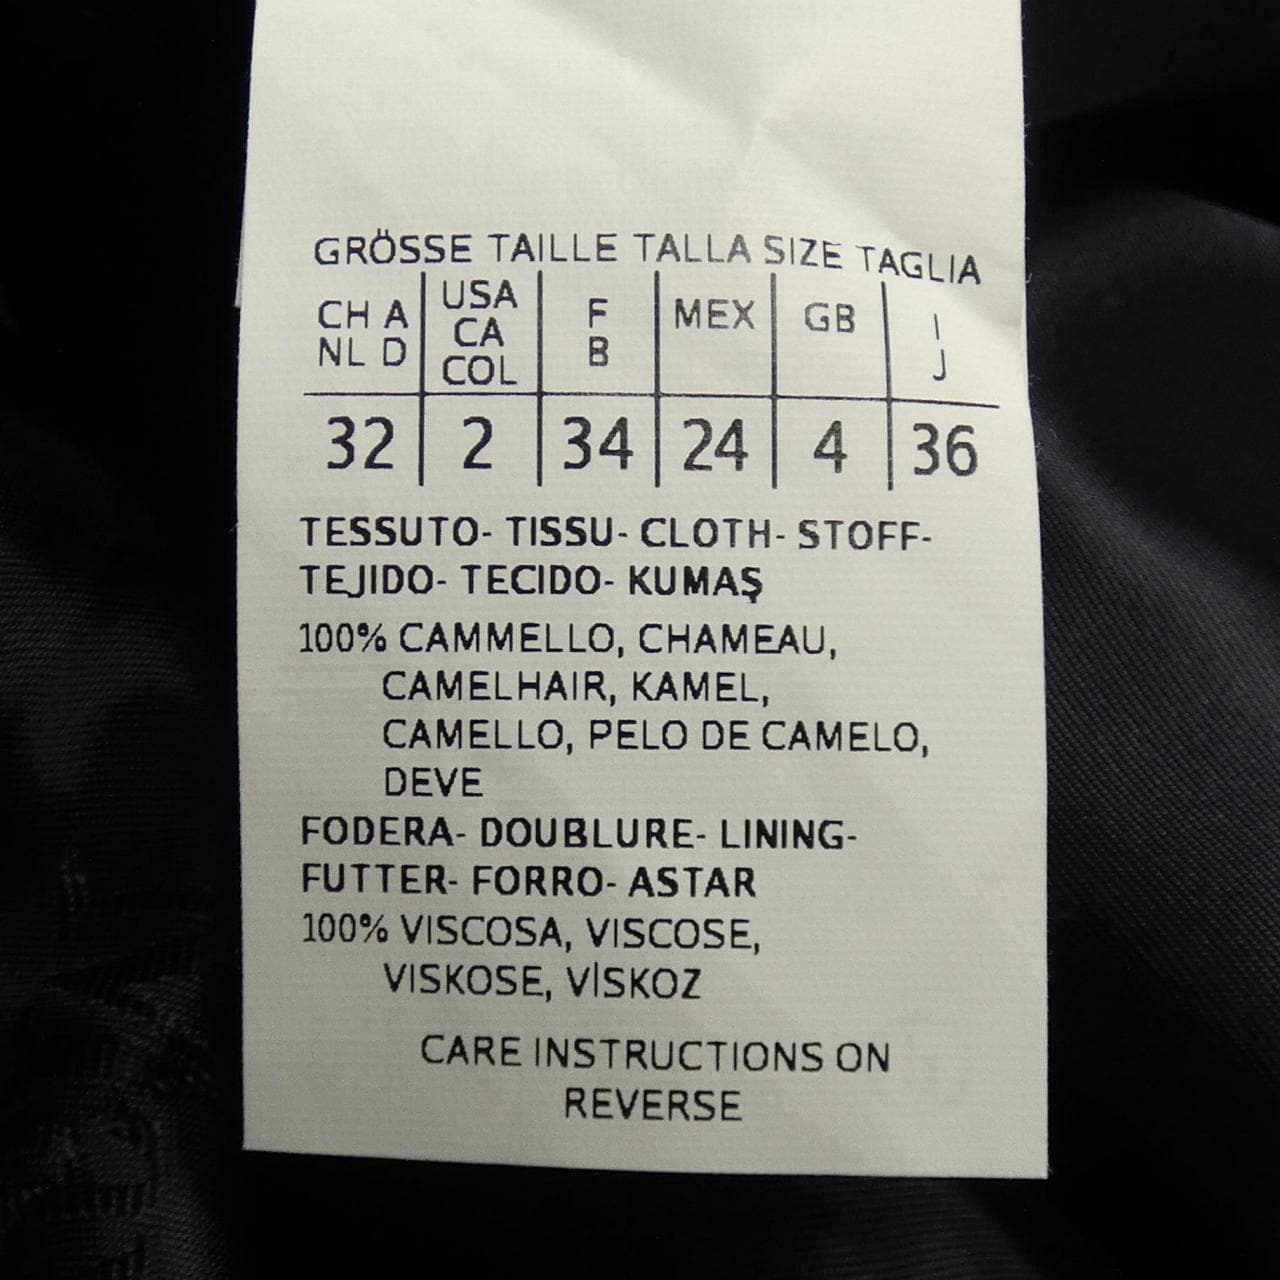 GRÖSSE TAILLE TALLA SIZE TAGLIA
CH A NL D | USA CA COL | F B | MEX | GB | I J
32 | 2 | 34 | 24 | 4 | 36
TESSUTO- TISSU- CLOTH- STOFF-
TEJIDO- TECIDO- KUMAŞ
100% CAMMELLO, CHAMEAU,
CAMELHAIR, KAMEL,
CAMELLO, PELO DE CAMELO,
DEVE
FODERA- DOUBLURE- LINING-
FUTTER- FORRO- ASTAR
100% VISCOSA, VISCOSE,
VISKOSE, VISKOZ
CARE INSTRUCTIONS ON
REVERSE